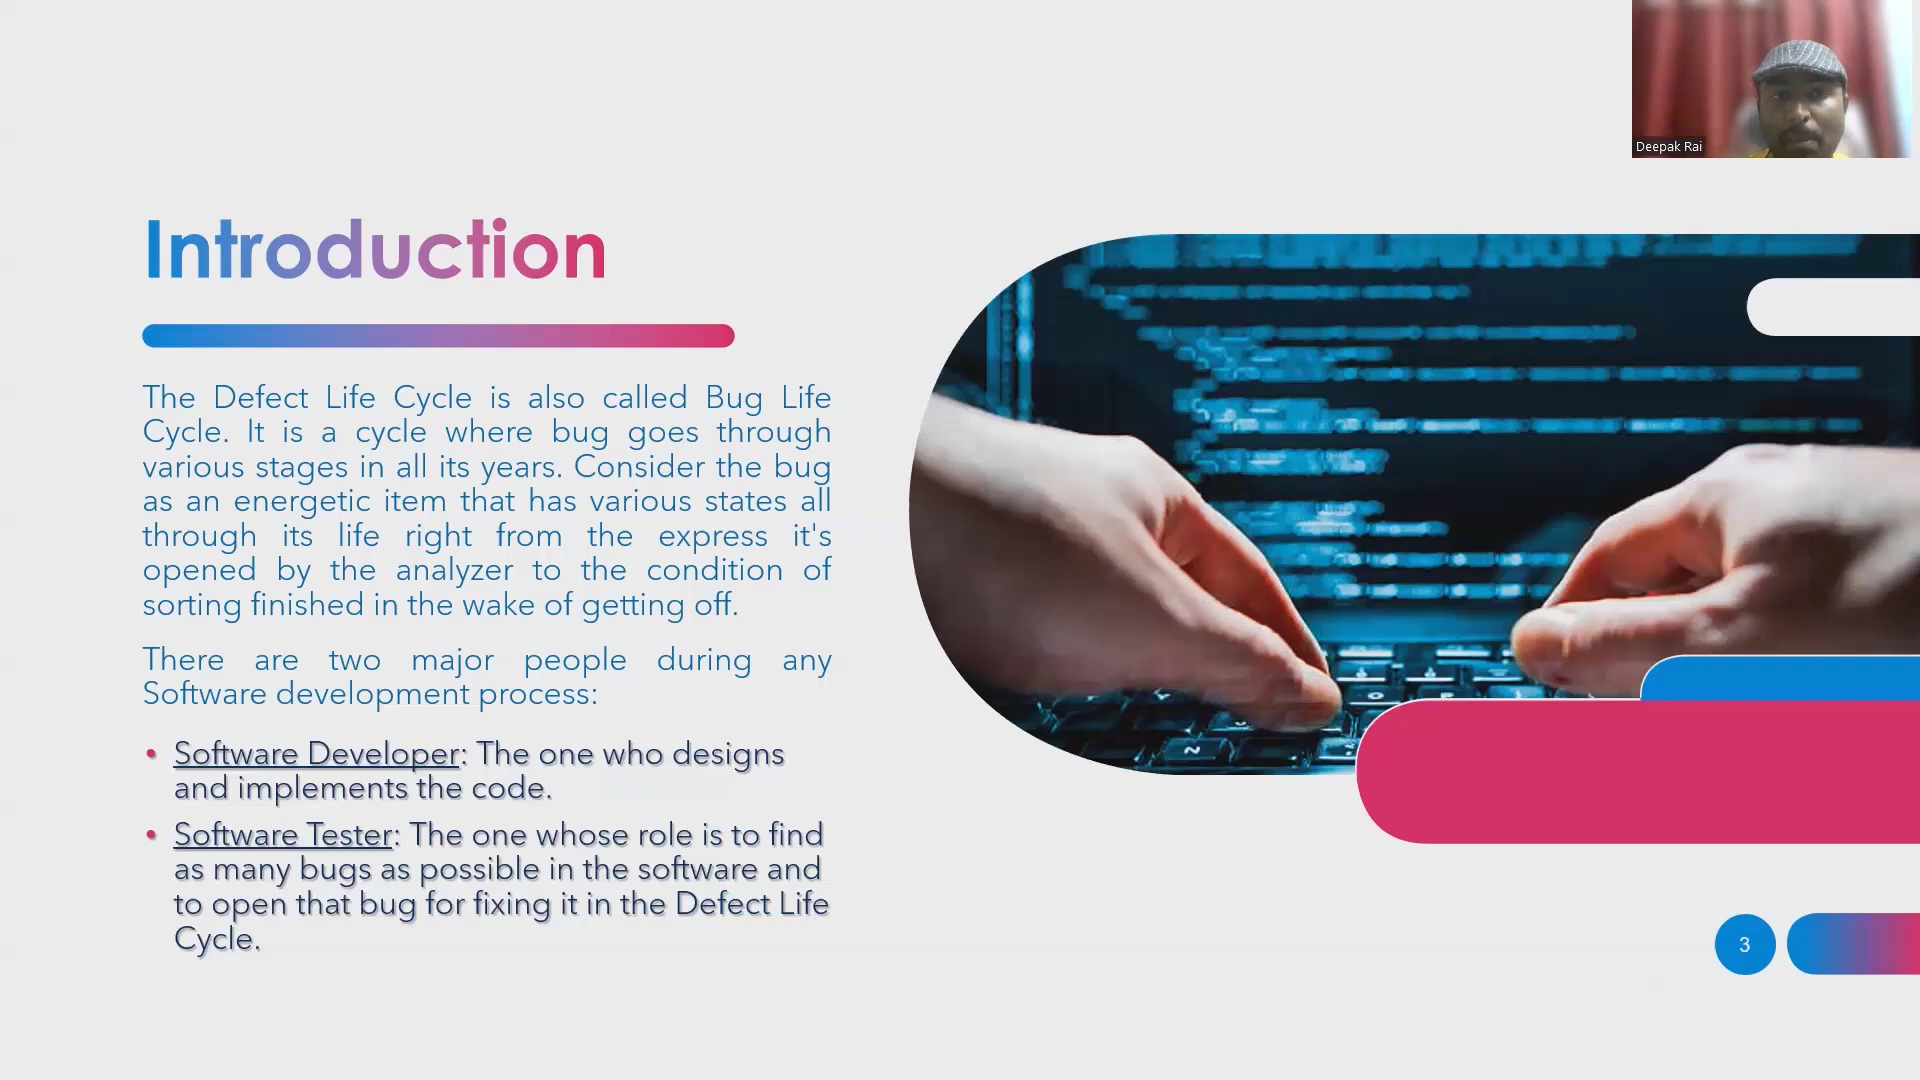 Deepak Rai
Introduction
The Defect Life Cycle is also called Bug Life
Cycle. It is a cycle where bug goes through
various stages in all its years. Consider the bug
as an energetic item that has various states all
through its life right from the express it's
opened by the analyzer to the condition of
sorting finished in the wake of getting off.
There are two major people during any
Software development process:
• Software Developer: The one who designs
and implements the code.
• Software Tester: The one whose role is to find
as many bugs as possible in the software and
to open that bug for fixing it in the Defect Life
Cycle.
3